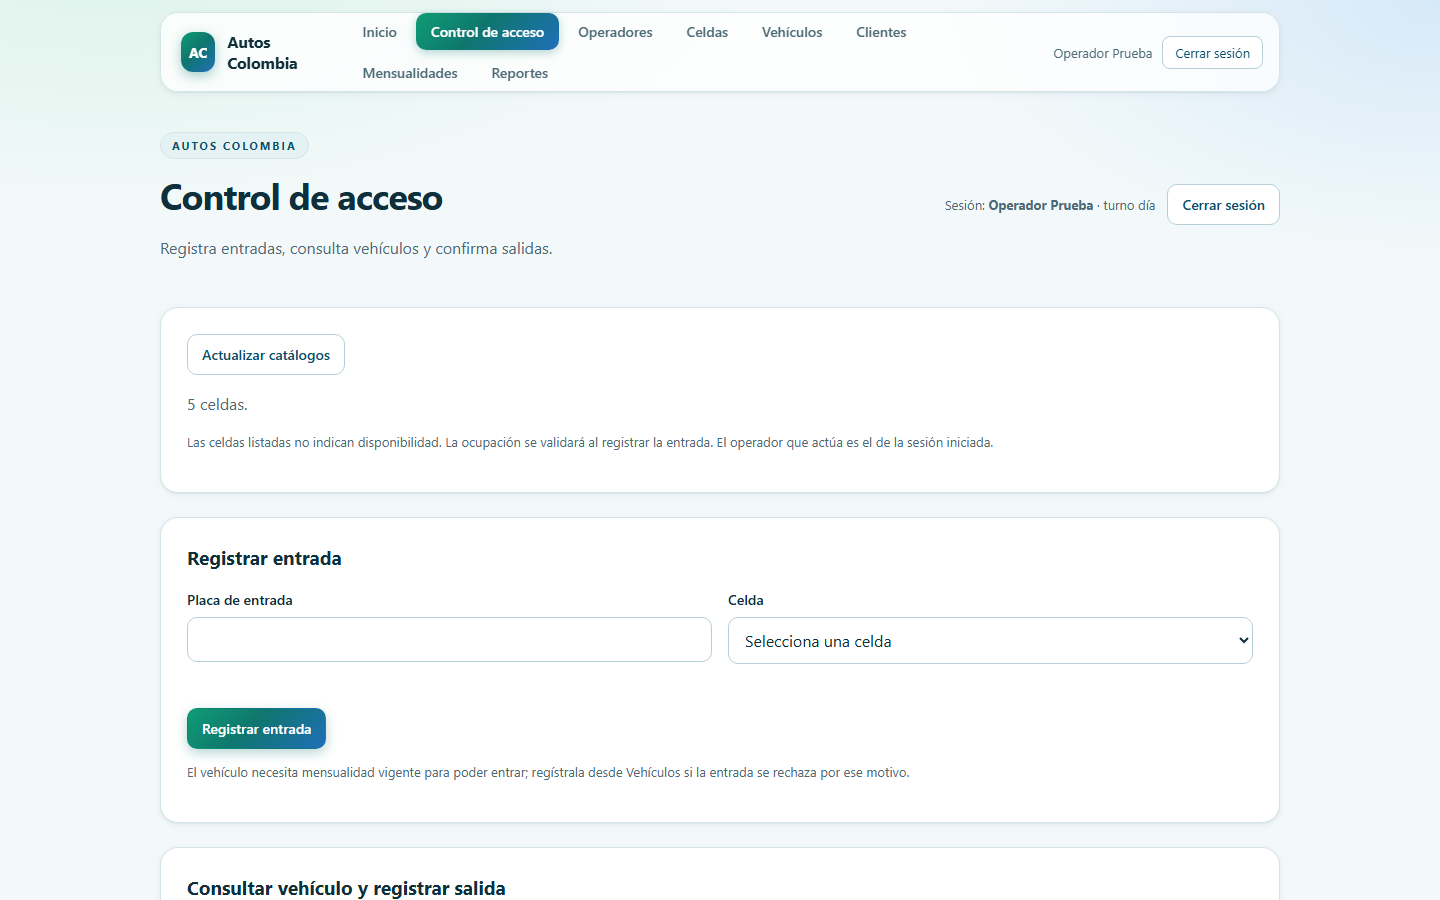 AC
Autos
Colombia
Inicio
Control de acceso
Operadores
Celdas
Vehículos
Clientes
Mensualidades
Reportes
Operador Prueba
Cerrar sesión
AUTOS COLOMBIA
Control de acceso
Sesión: Operador Prueba · turno día
Cerrar sesión
Registra entradas, consulta vehículos y confirma salidas.
Actualizar catálogos
5 celdas.
Las celdas listadas no indican disponibilidad. La ocupación se validará al registrar la entrada. El operador que actúa es el de la sesión iniciada.
Registrar entrada
Placa de entrada
Celda
Selecciona una celda
Registrar entrada
El vehículo necesita mensualidad vigente para poder entrar; regístrala desde Vehículos si la entrada se rechaza por ese motivo.
Consultar vehículo y registrar salida